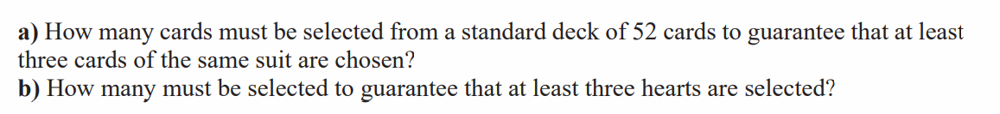 a) How many cards must be selected from a standard deck of 52 cards to guarantee that at least
three cards of the same suit are chosen?
b) How many must be selected to guarantee that at least three hearts are selected?